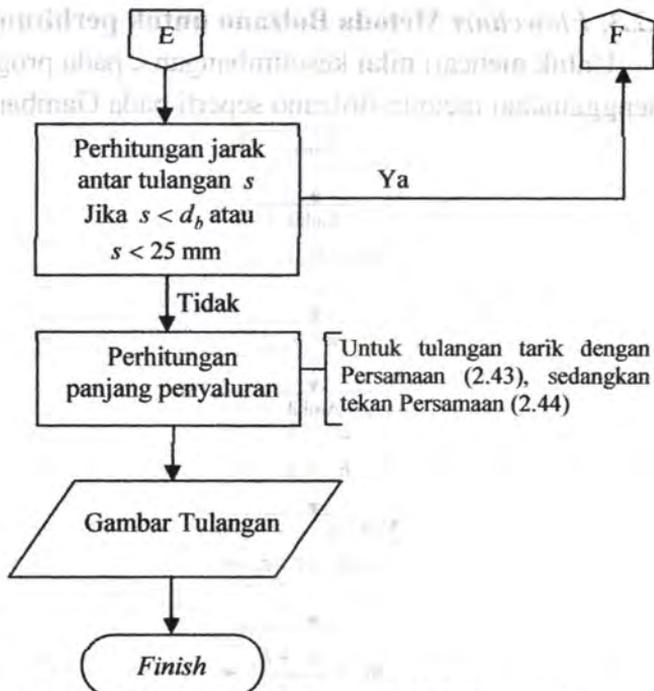 E
F
Perhitungan jarak
antar tulangan s
Jika s < d_b atau
s < 25 mm
Ya
Tidak
Perhitungan
panjang penyaluran
Untuk tulangan tarik dengan
Persamaan (2.43), sedangkan
tekan Persamaan (2.44)
Gambar Tulangan
Finish